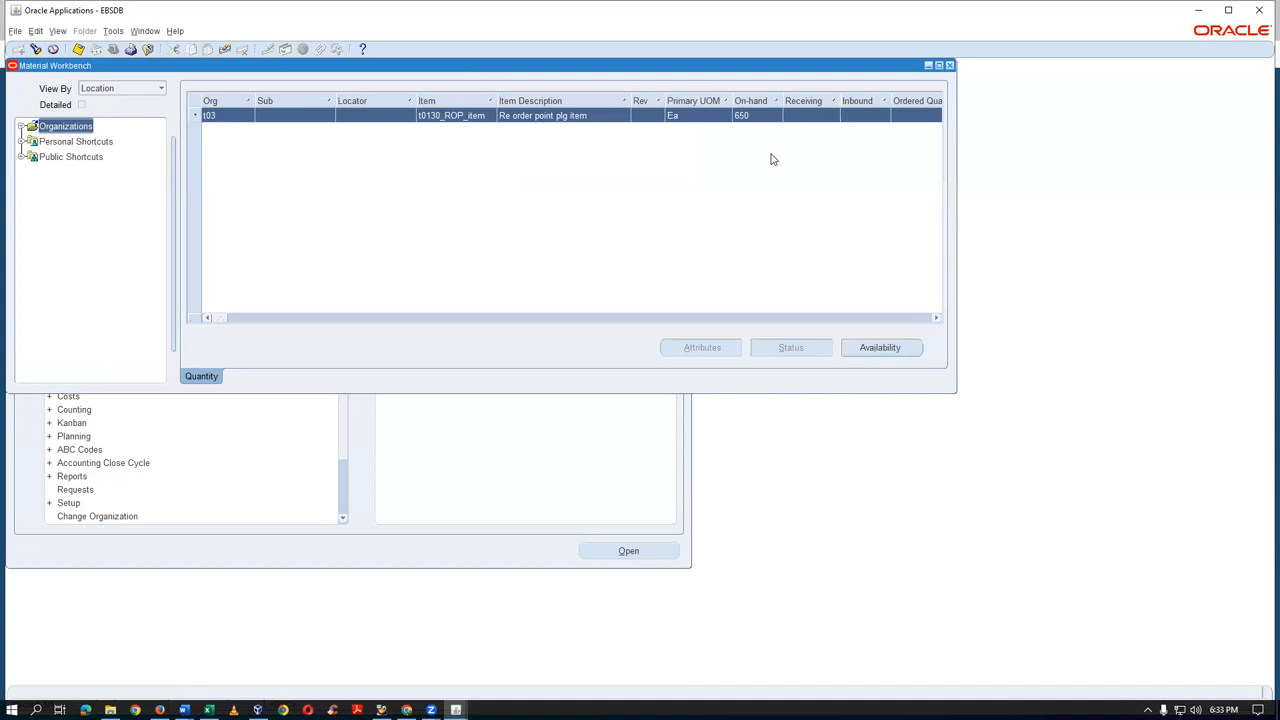 Oracle Applications - EBSDB
File Edit View Folder Tools Window Help
ORACLE
Material Workbench
View By Location
Detailed
Organizations
Personal Shortcuts
Public Shortcuts
Org Sub Locator Item Item Description Rev Primary UOM On-hand Receiving Inbound Ordered Qua
t03 t0130_ROP_item Re order point plg item Ea 650
Attributes Status Availability
Quantity
Costs
+ Counting
+ Kanban
+ Planning
+ ABC Codes
+ Accounting Close Cycle
+ Reports
Requests
+ Setup
Change Organization
Open
6:33 PM